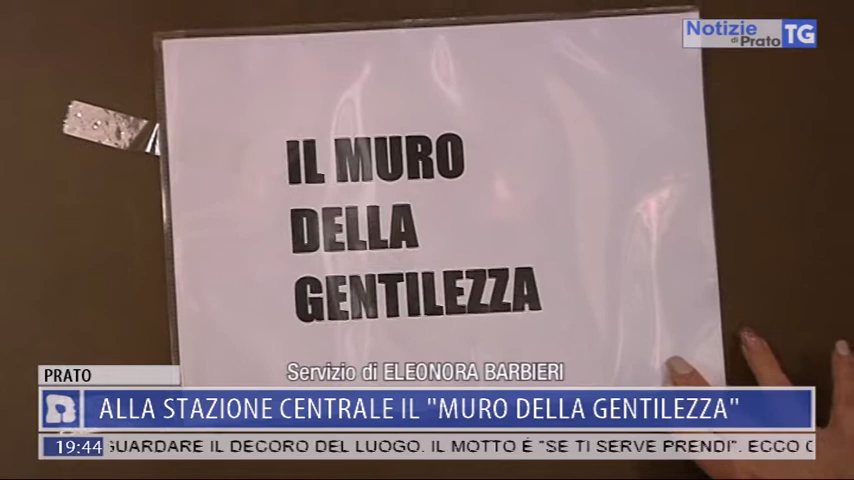 Notizie
di Prato TG
IL MURO
DELLA
GENTILEZZA
Servizio di ELEONORA BARBIERI
PRATO
ALLA STAZIONE CENTRALE IL "MURO DELLA GENTILEZZA"
19:44 GUARDARE IL DECORO DEL LUOGO. IL MOTTO È "SE TI SERVE PRENDI". ECCO